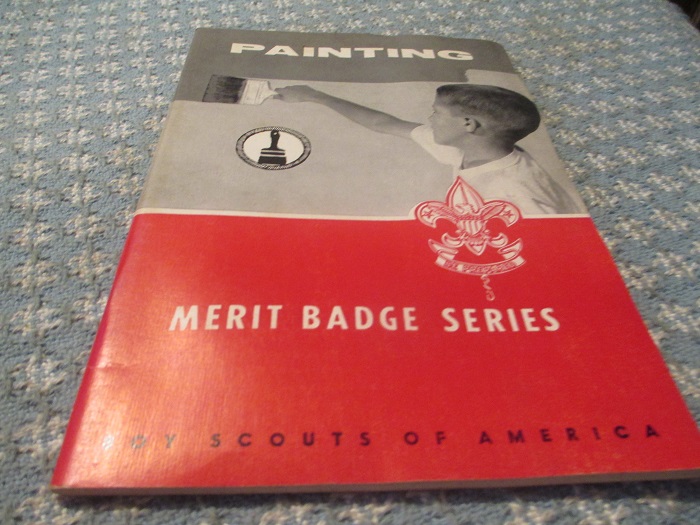 PAINTING
MERIT BADGE SERIES
BOY SCOUTS OF AMERICA